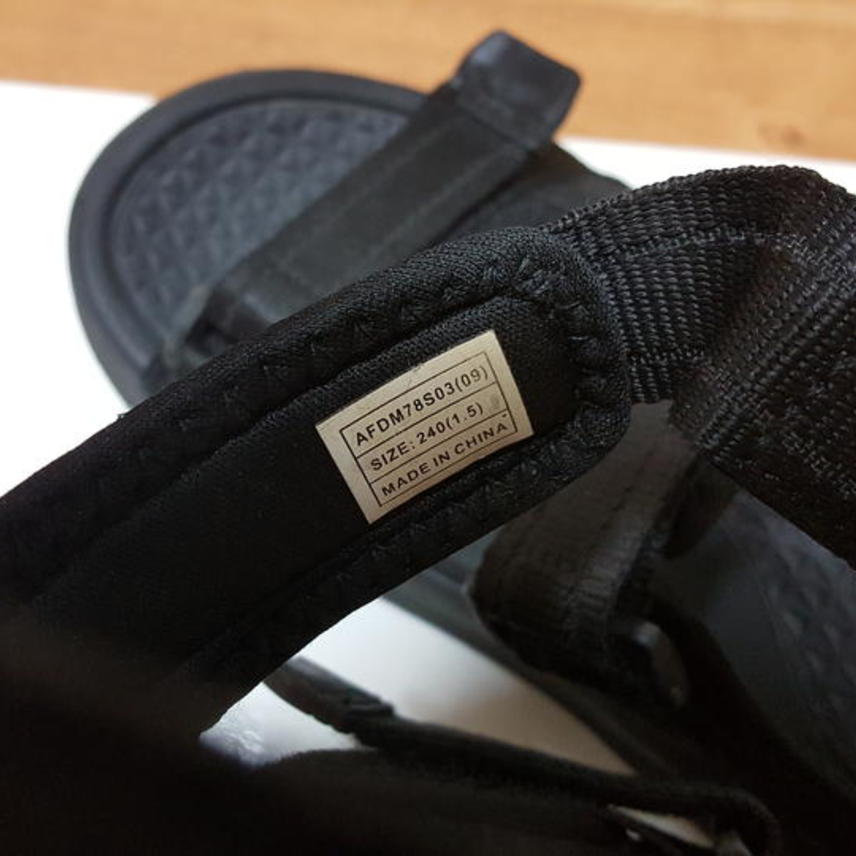 AFDM78S03(09)
SIZE: 240(1.5)
MADE IN CHINA